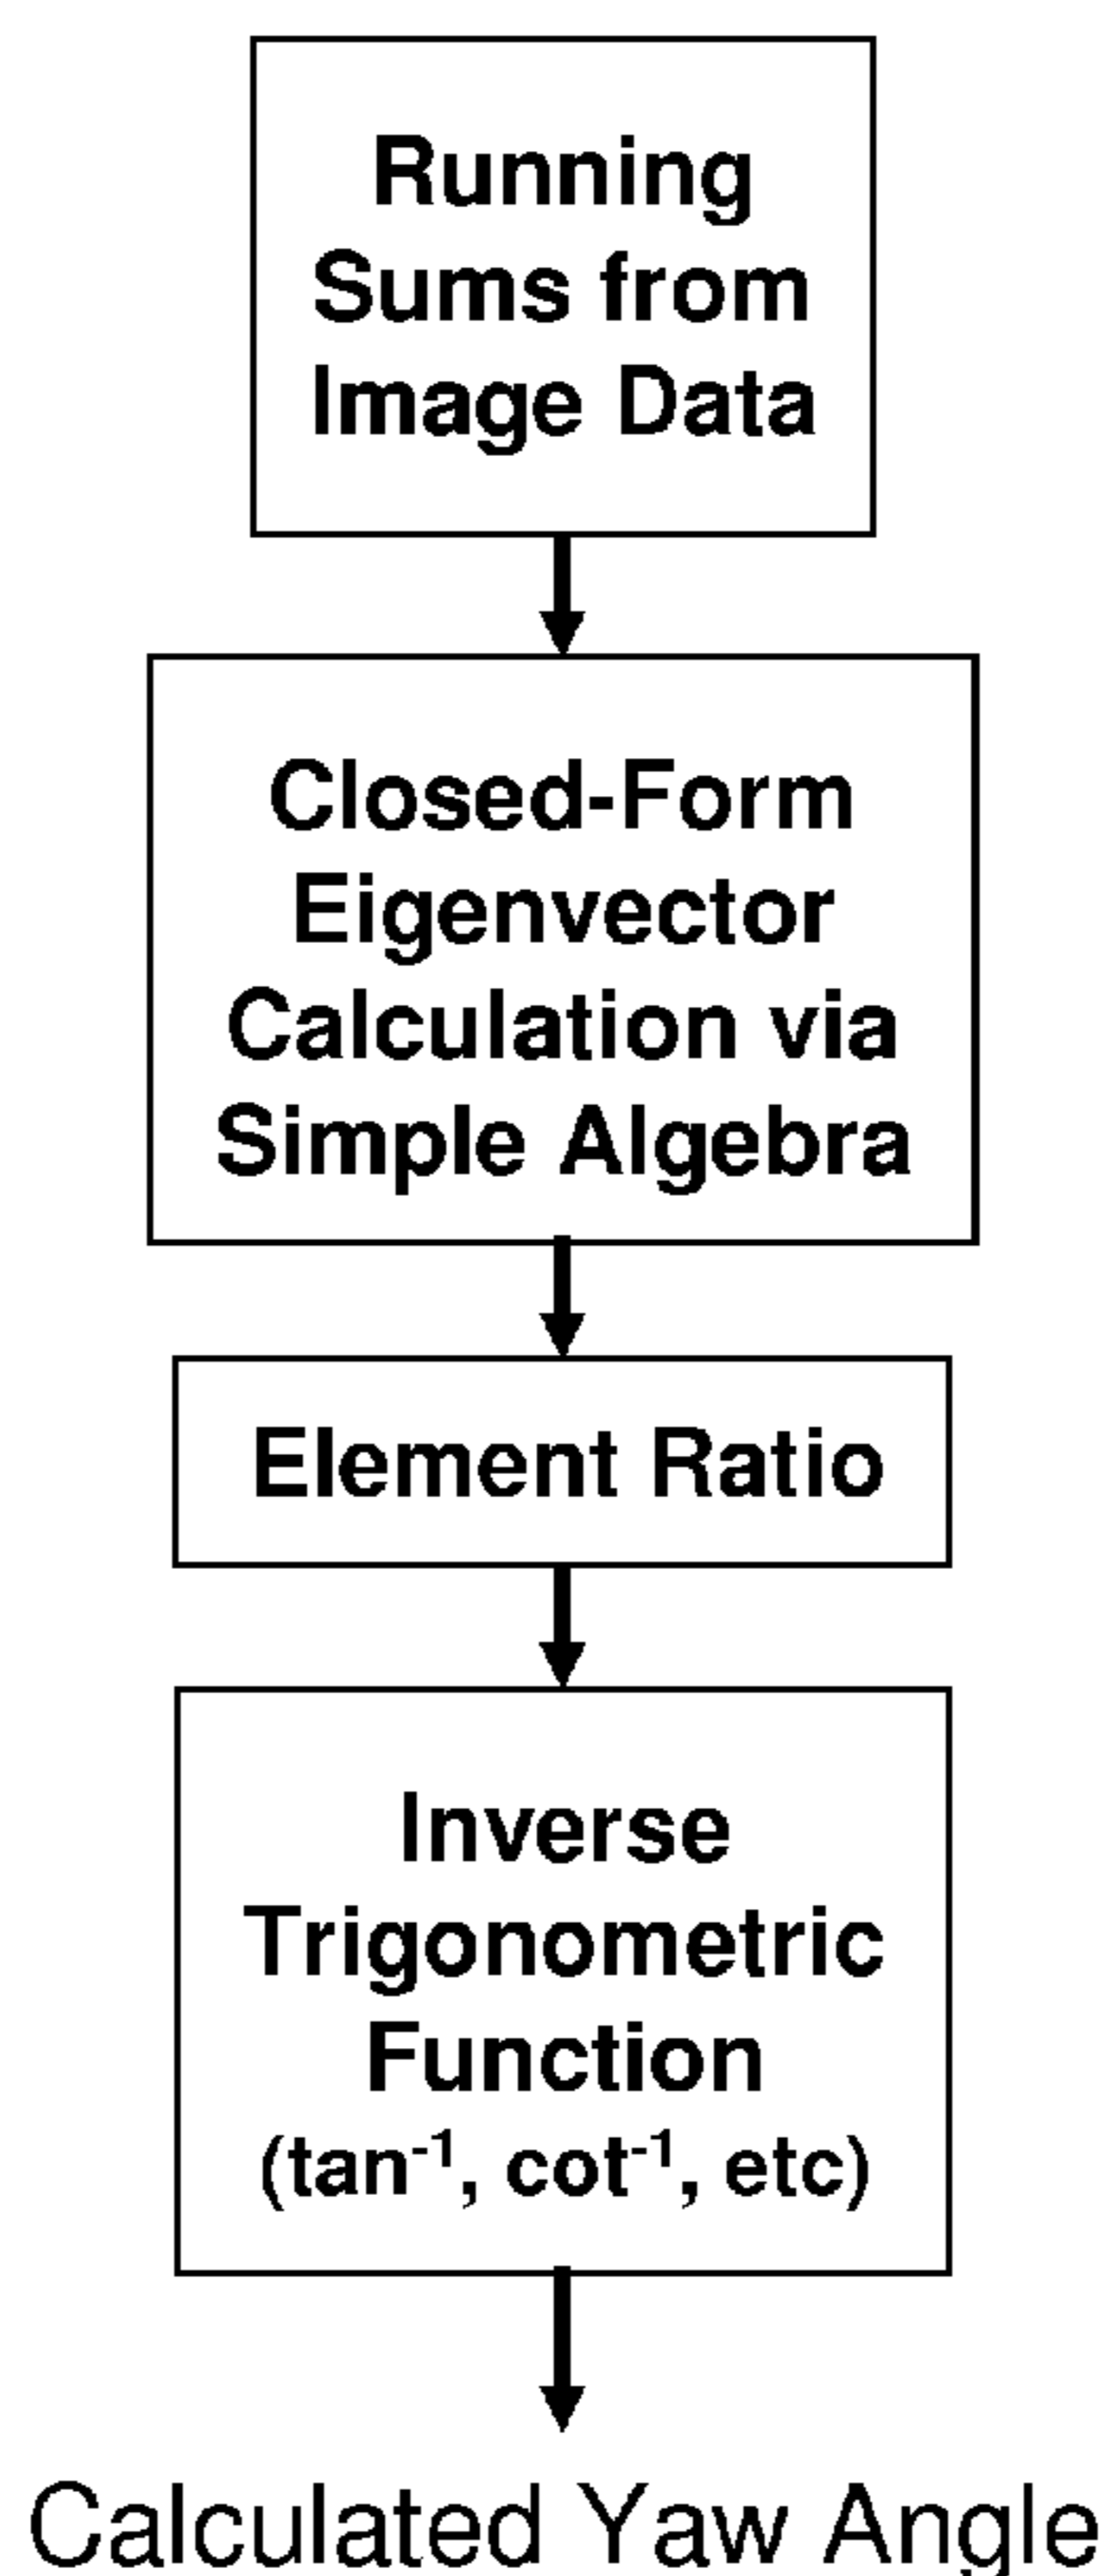 Running
Sums from
Image Data
Closed-Form
Eigenvector
Calculation via
Simple Algebra
Element Ratio
Inverse
Trigonometric
Function
(tan⁻¹, cot⁻¹, etc)
Calculated Yaw Angle